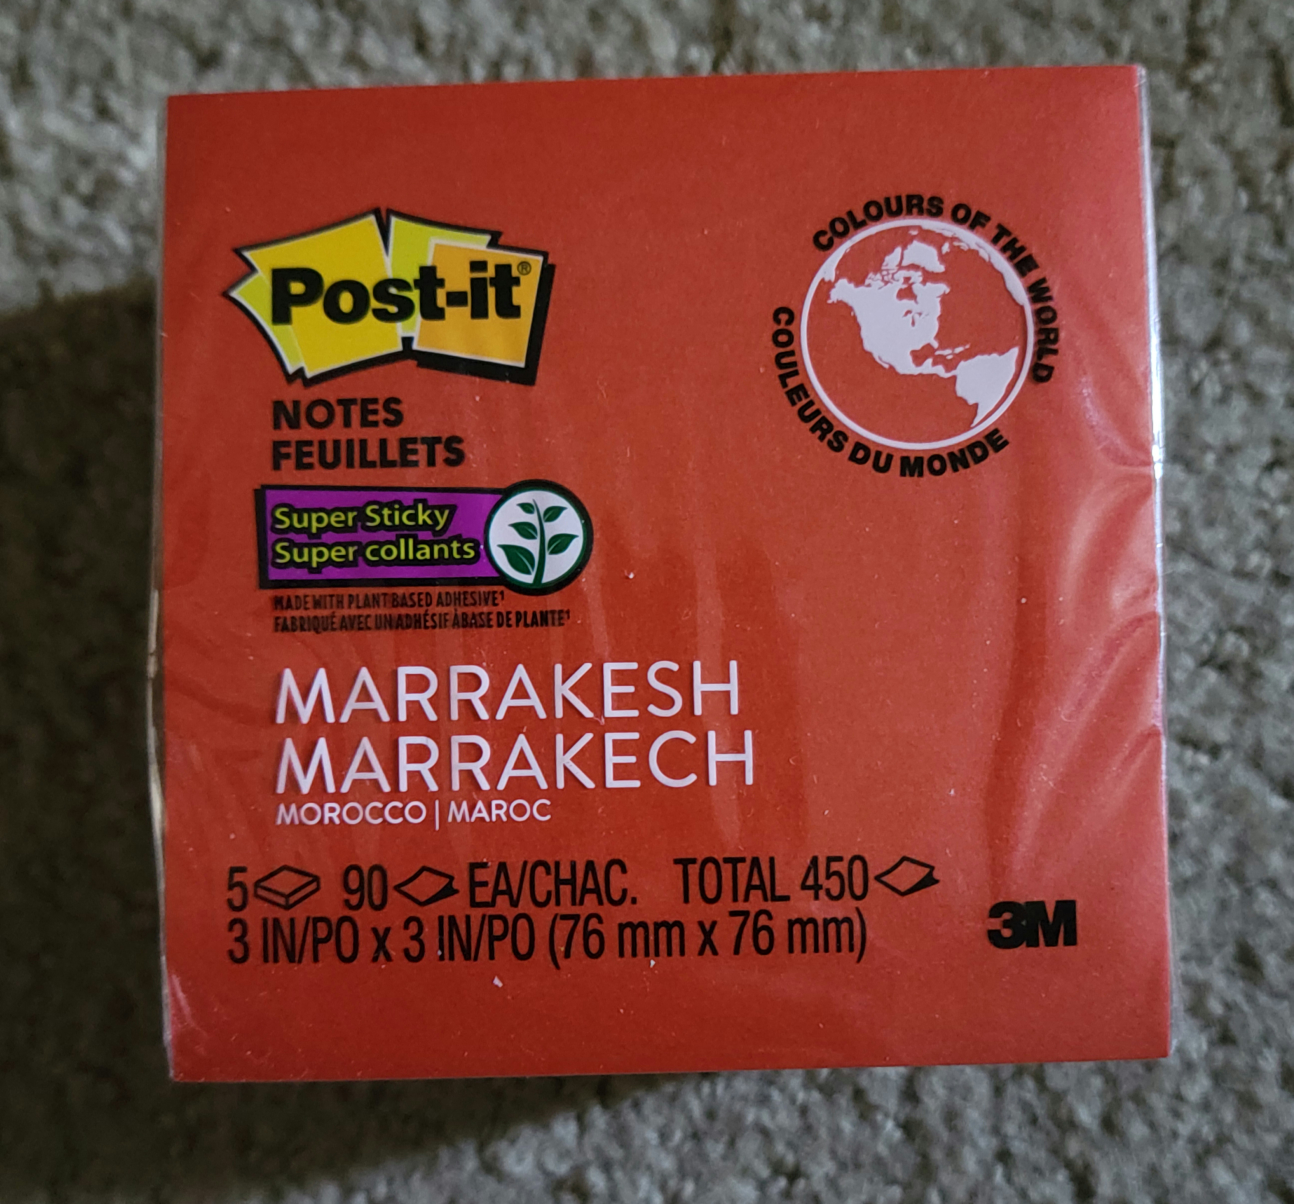 Post-it®
NOTES
FEUILLETS
Super Sticky
Super collants
MADE WITH PLANT BASED ADHESIVE¹
FABRIQUÉ AVEC UN ADHÉSIF À BASE DE PLANTE¹
COLOURS OF THE WORLD
COULEURS DU MONDE
MARRAKESH
MARRAKECH
MOROCCO | MAROC
5 90 EA/CHAC. TOTAL 450
3 IN/PO x 3 IN/PO (76 mm x 76 mm)
3M